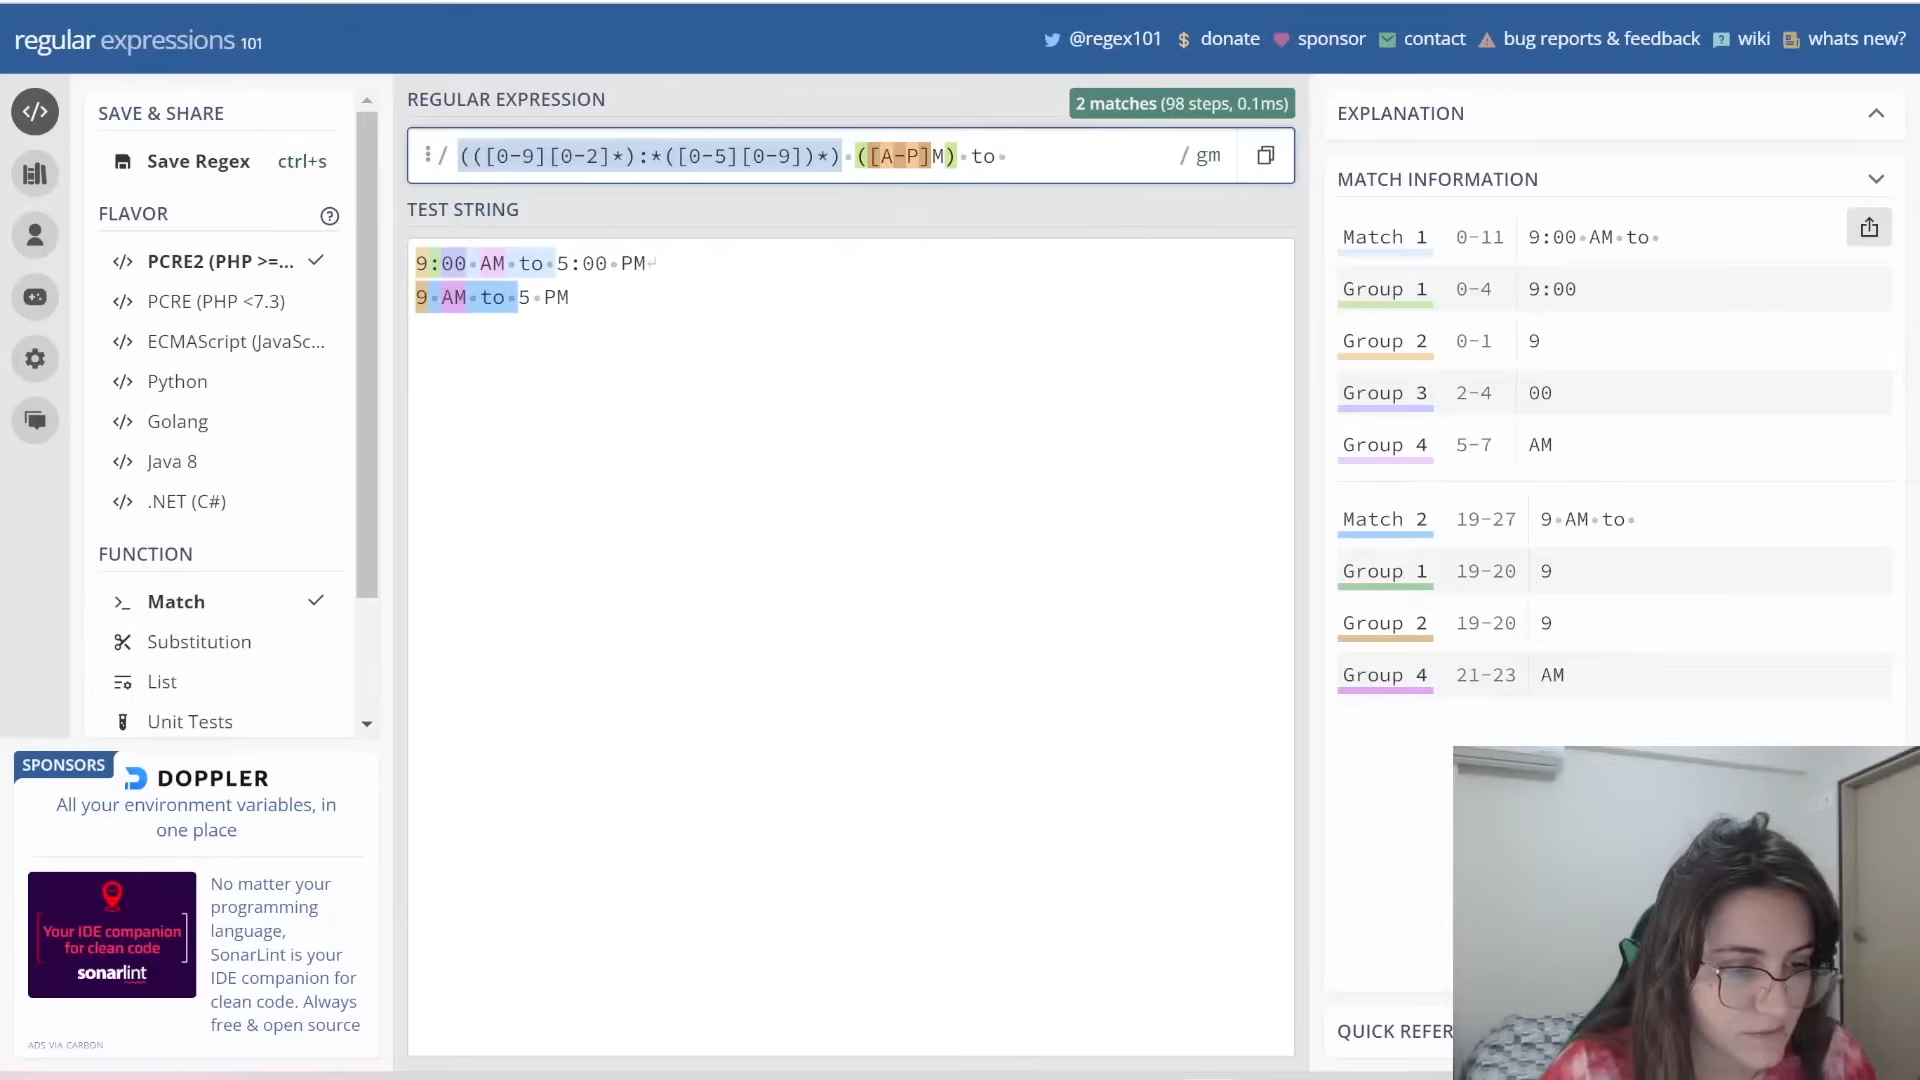 regular expressions 101
@regex101
$ donate
sponsor
contact
bug reports & feedback
wiki
whats new?
SAVE & SHARE
Save Regex ctrl+s
FLAVOR
</> PCRE2 (PHP >=...
</> PCRE (PHP <7.3)
</> ECMAScript (JavaSc...
</> Python
</> Golang
</> Java 8
</> .NET (C#)
FUNCTION
>_ Match
Substitution
List
Unit Tests
SPONSORS
DOPPLER
All your environment variables, in
one place
Your IDE companion
for clean code
sonarlint
No matter your
programming
language,
SonarLint is your
IDE companion for
clean code. Always
free & open source
ADS VIA CARBON
REGULAR EXPRESSION
2 matches (98 steps, 0.1ms)
/ (([0-9][0-2]*):*([0-5][0-9])*)·([A-P]M)·to· / gm
TEST STRING
9:00·AM·to·5:00·PM↵
9·AM·to·5·PM
EXPLANATION
MATCH INFORMATION
Match 1 0-11 9:00·AM·to·
Group 1 0-4 9:00
Group 2 0-1 9
Group 3 2-4 00
Group 4 5-7 AM
Match 2 19-27 9·AM·to·
Group 1 19-20 9
Group 2 19-20 9
Group 4 21-23 AM
QUICK REFER